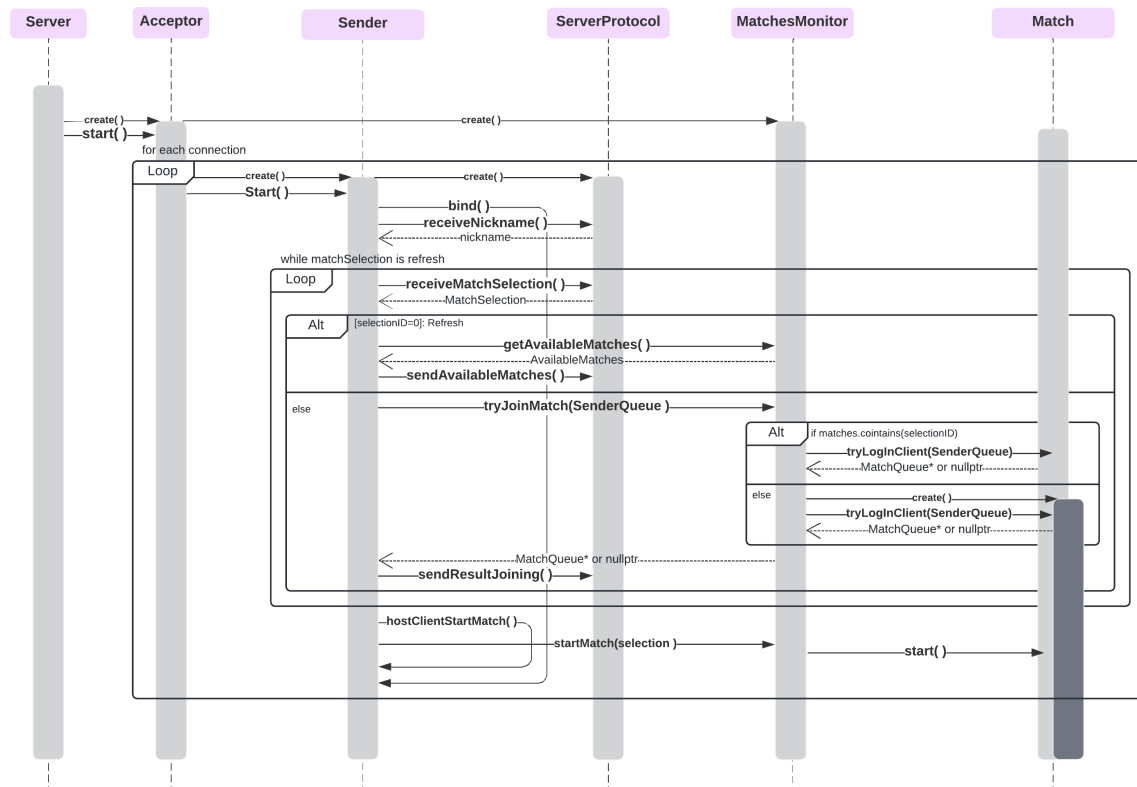 Server
Acceptor
Sender
ServerProtocol
MatchesMonitor
Match
create( )
create( )
start( )
for each connection
Loop
create( )
create( )
Start( )
bind( )
receiveNickname( )
nickname
while matchSelection is refresh
Loop
receiveMatchSelection( )
MatchSelection
Alt
[selectionID=0]: Refresh
getAvailableMatches( )
AvailableMatches
sendAvailableMatches( )
else
tryJoinMatch(SenderQueue )
Alt
if matches.cointains(selectionID)
tryLogInClient(SenderQueue)
MatchQueue* or nullptr
else
create( )
tryLogInClient(SenderQueue)
MatchQueue* or nullptr
MatchQueue* or nullptr
sendResultJoining( )
hostClientStartMatch( )
startMatch(selection )
start( )